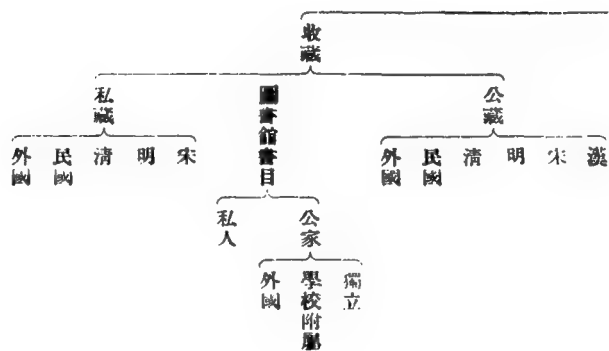 收藏
公藏
漢
宋
明
清
民國
外國
圖書館書目
公家
獨立
學校附屬
外國
私人
私藏
宋
明
清
民國
外國